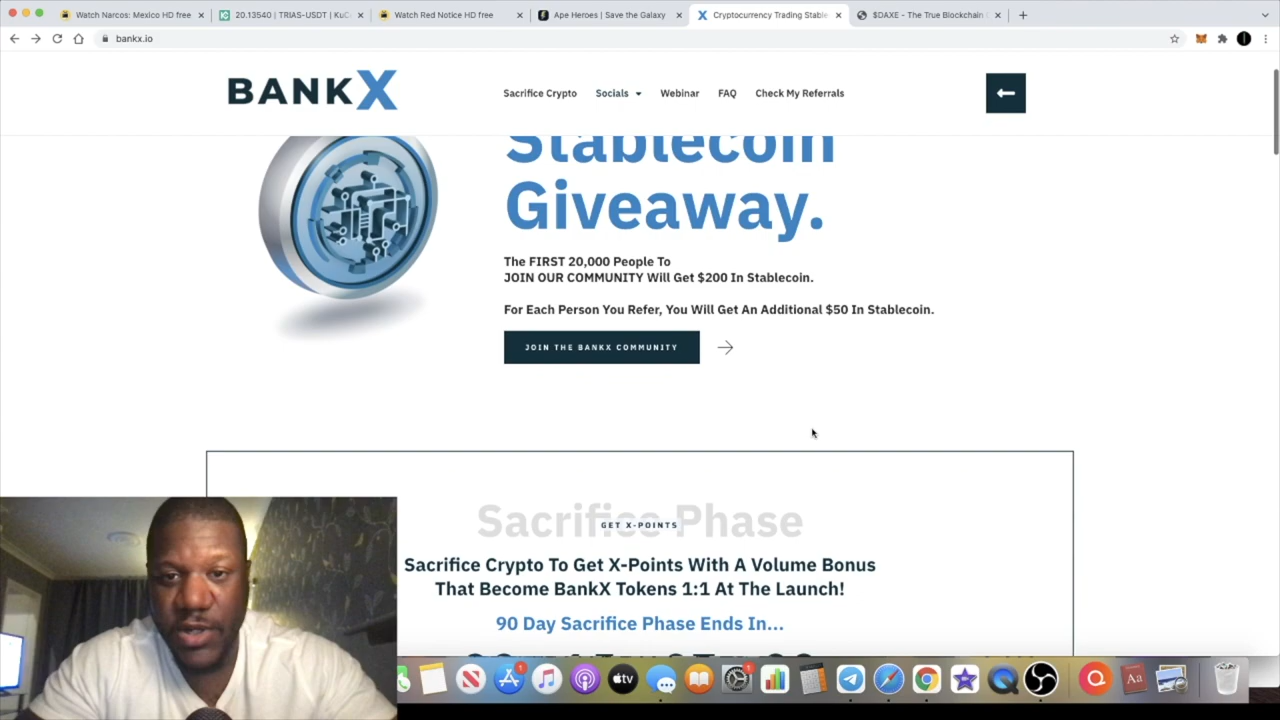 Watch Narcos: Mexico HD free
20.13540 | TRIAS-USDT | KuC
Watch Red Notice HD free
Ape Heroes | Save the Galaxy
Cryptocurrency Trading Stable
$DAXE - The True Blockchain
bankx.io
BANKX
Sacrifice Crypto
Socials
Webinar
FAQ
Check My Referrals
Stablecoin
Giveaway.
The FIRST 20,000 People To
JOIN OUR COMMUNITY Will Get $200 In Stablecoin.
For Each Person You Refer, You Will Get An Additional $50 In Stablecoin.
JOIN THE BANKX COMMUNITY
Sacrifice Phase
GET X-POINTS
Sacrifice Crypto To Get X-Points With A Volume Bonus
That Become BankX Tokens 1:1 At The Launch!
90 Day Sacrifice Phase Ends In...
1
tv
1
Aa